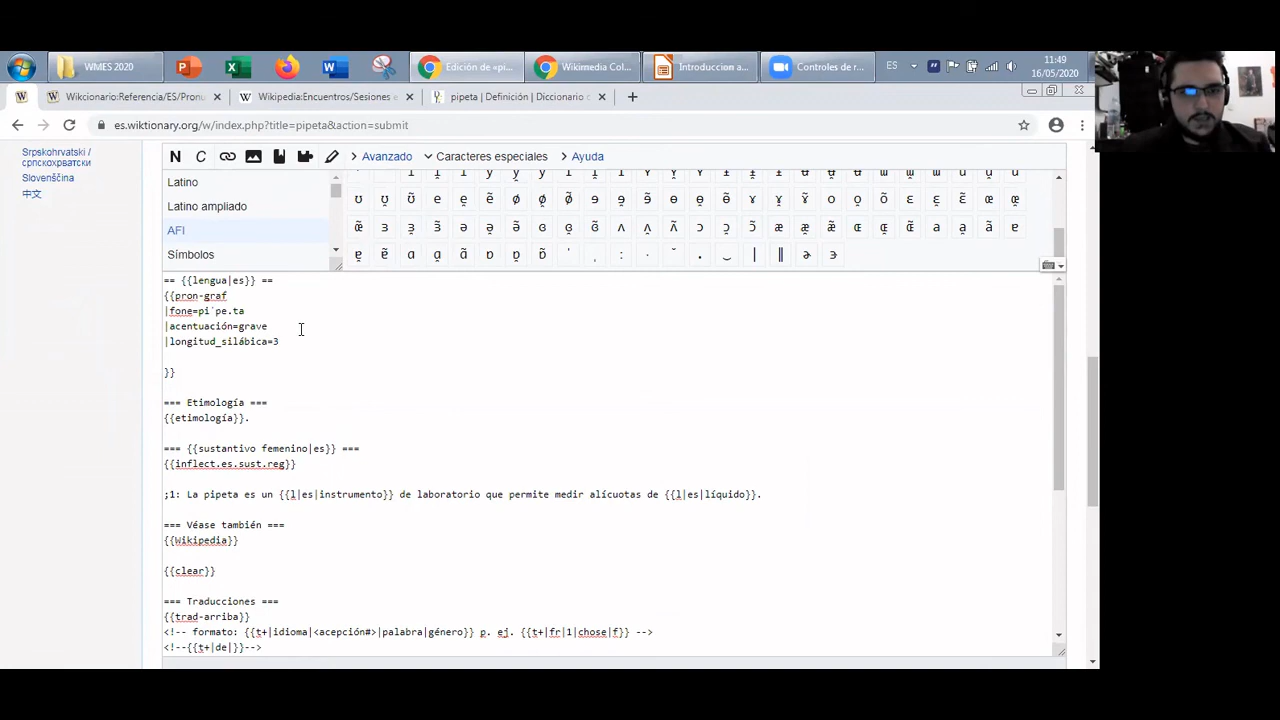 WMES 2020
Edición de «pi...
Wikimedia Col...
Introduccion a...
Controles de r...
ES
11:49
16/05/2020
Wikcionario:Referencia/ES/Pronu
Wikipedia:Encuentros/Sesiones e
pipeta | Definición | Diccionario d
es.wiktionary.org/w/index.php?title=pipeta&action=submit
Srpskohrvatski /
српскохрватски
Slovenščina
中文
N C Avanzado Caracteres especiales Ayuda
Latino
Latino ampliado
AFI
Símbolos
== {{lengua|es}} ==
{{pron-graf
|fone=piˈpe.ta
|acentuación=grave
|longitud_silábica=3
}}
=== Etimología ===
{{etimología}}.
=== {{sustantivo femenino|es}} ===
{{inflect.es.sust.reg}}
;1: La pipeta es un {{l|es|instrumento}} de laboratorio que permite medir alícuotas de {{l|es|líquido}}.
=== Véase también ===
{{Wikipedia}}
{{clear}}
=== Traducciones ===
{{trad-arriba}}
<!-- formato: {{t+|idioma|<acepción#>|palabra|género}} p. ej. {{t+|fr|1|chose|f}} -->
<!--{{t+|de|}}-->